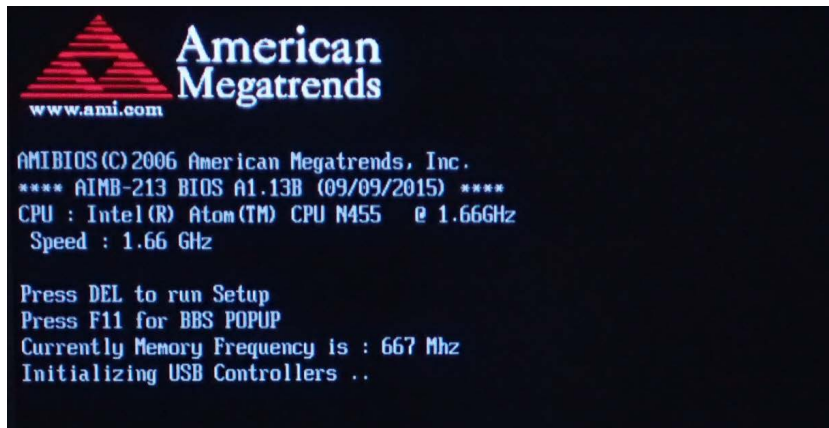 American
Megatrends
www.ami.com
AMIBIOS(C)2006 American Megatrends, Inc.
**** AIMB-213 BIOS A1.13B (09/09/2015) ****
CPU : Intel(R) Atom(TM) CPU N455 @ 1.66GHz
Speed : 1.66 GHz
Press DEL to run Setup
Press F11 for BBS POPUP
Currently Memory Frequency is : 667 Mhz
Initializing USB Controllers ..